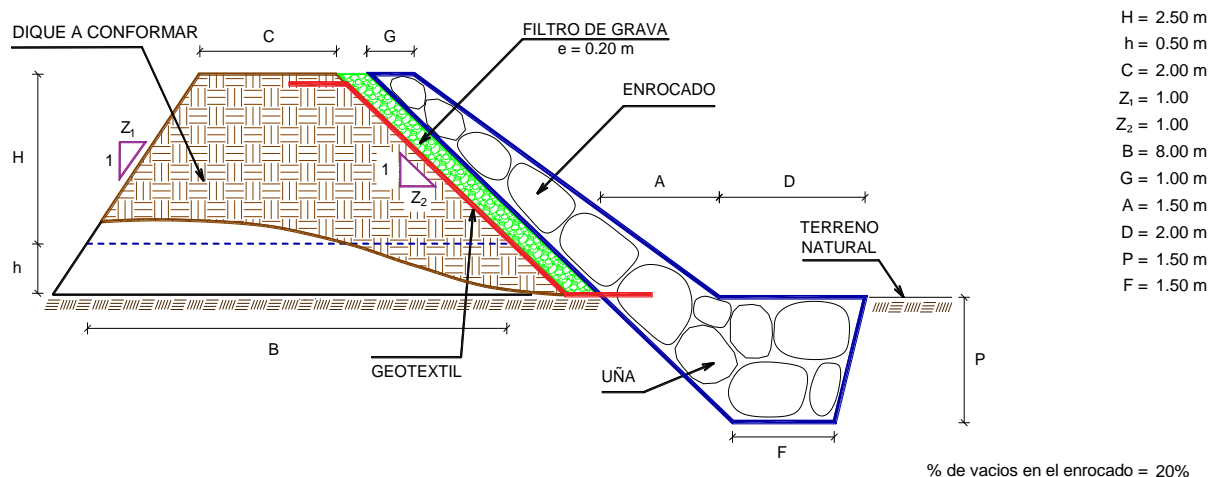 DIQUE A CONFORMAR
C
G
FILTRO DE GRAVA
e = 0.20 m
ENROCADO
H = 2.50 m
h = 0.50 m
C = 2.00 m
Z₁ = 1.00
Z₂ = 1.00
B = 8.00 m
G = 1.00 m
A = 1.50 m
D = 2.00 m
P = 1.50 m
F = 1.50 m
H
Z₁
1
1
Z₂
A
D
TERRENO
NATURAL
h
B
GEOTEXTIL
UÑA
P
F
% de vacios en el enrocado = 20%